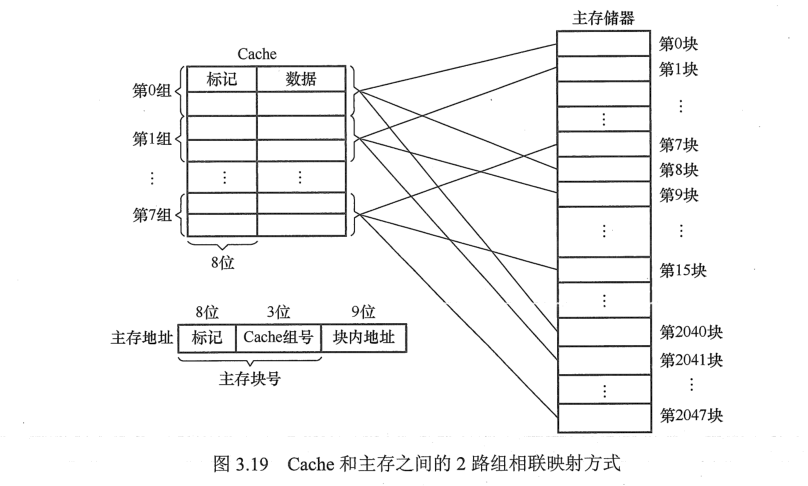 主存储器
Cache
标记 数据
第0组
第1组
⋮
第7组
⋮ ⋮
8位
第0块
第1块
⋮
⋮
第7块
第8块
第9块
⋮
⋮
第15块
⋮
第2040块
第2041块
⋮
⋮
第2047块
8位 3位 9位
主存地址 标记 Cache组号 块内地址
主存块号
图 3.19 Cache 和主存之间的 2 路组相联映射方式